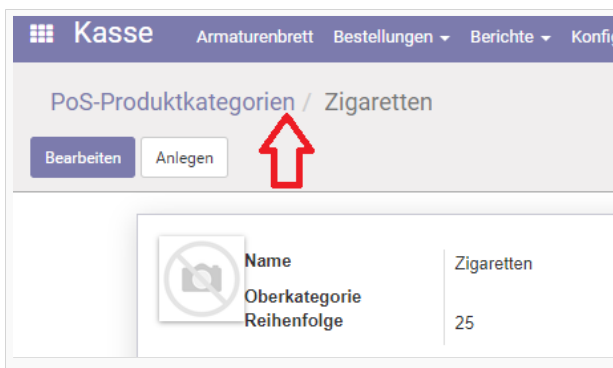 Kasse Armaturenbrett Bestellungen Berichte
PoS-Produktkategorien / Zigaretten
Bearbeiten Anlegen
Name Zigaretten
Oberkategorie
Reihenfolge 25